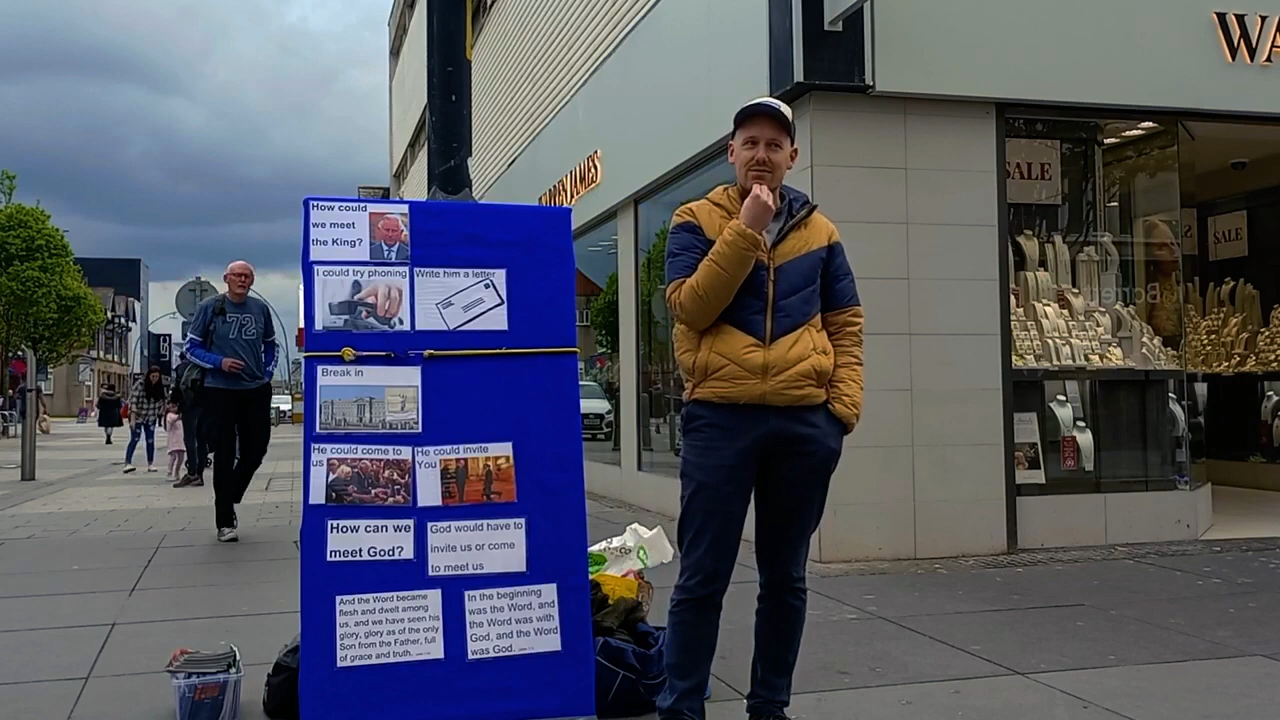 WA
WARREN JAMES
SALE
SALE
72
How could
we meet
the King?
I could try phoning
Write him a letter
Break in
He could come to
us
He could invite
You
How can we
meet God?
God would have to
invite us or come
to meet us
And the Word became
flesh and dwelt among
us, and we have seen his
glory, glory as of the only
Son from the Father, full
of grace and truth.
In the beginning
was the Word, and
the Word was with
God, and the Word
was God.